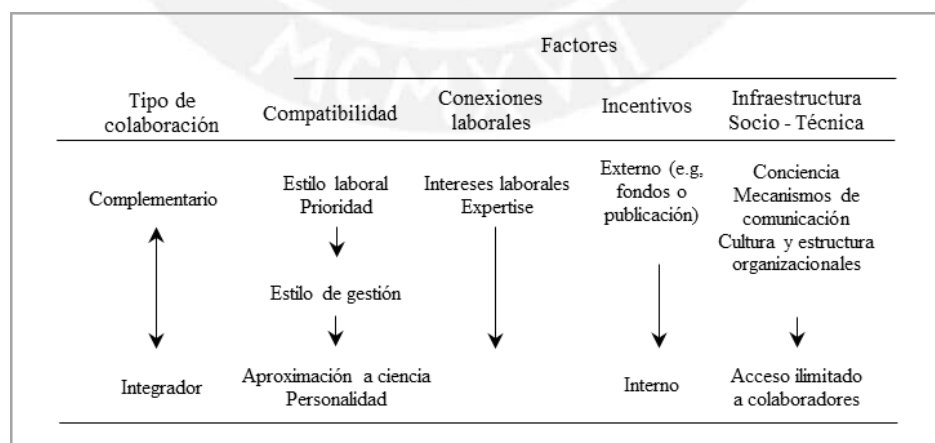 MCMXVII
Factores
Tipo de
colaboración
Compatibilidad
Conexiones
laborales
Incentivos
Infraestructura
Socio - Técnica
Complementario
Estilo laboral
Prioridad
Intereses laborales
Expertise
Externo (e.g,
fondos o
publicación)
Conciencia
Mecanismos de
comunicación
Cultura y estructura
organizacionales
Estilo de gestión
Integrador
Aproximación a ciencia
Personalidad
Interno
Acceso ilimitado
a colaboradores